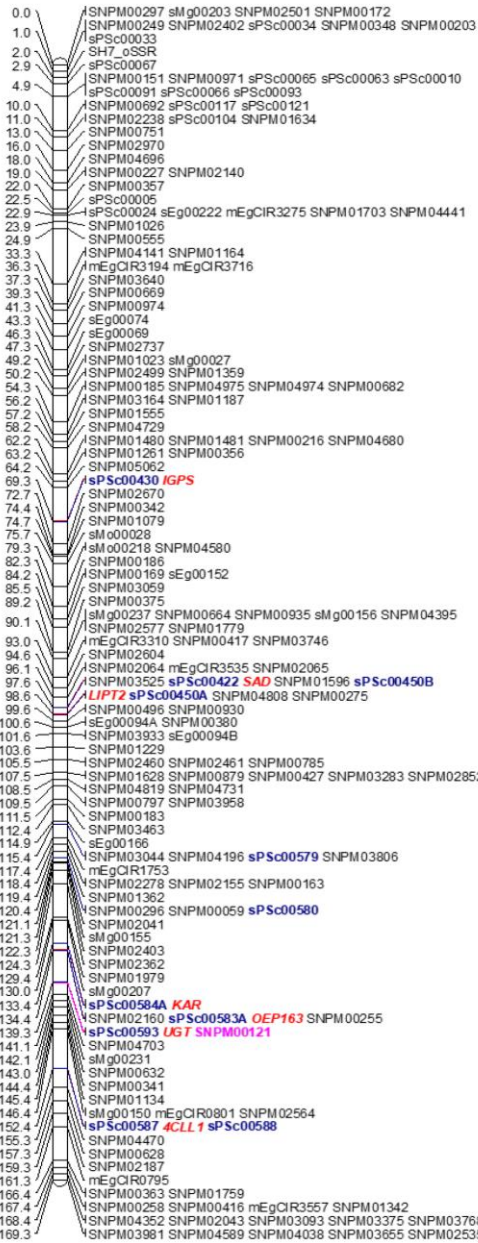 0.0 SNPM00297 sMg00203 SNPM02501 SNPM00172
1.0 SNPM00249 SNPM02402 sPSc00034 SNPM00348 SNPM00203
sPSc00033
2.0 SH7_oSSR
2.9 sPSc00067
4.9 SNPM00151 SNPM00971 sPSc00065 sPSc00063 sPSc00010
sPSc00091 sPSc00066 sPSc00093
10.0 SNPM00692 sPSc00117 sPSc00121
11.0 SNPM02238 sPSc00104 SNPM01634
13.0 SNPM00751
16.0 SNPM02970
18.0 SNPM04696
19.0 SNPM00227 SNPM02140
22.0 SNPM00357
22.5 sPSc00005
22.9 sPSc00024 sEg00222 mEgCIR3275 SNPM01703 SNPM04441
23.9 SNPM01026
24.9 SNPM00555
33.3 SNPM04141 SNPM01164
36.3 mEgCIR3194 mEgCIR3716
37.3 SNPM03640
39.3 SNPM00669
41.3 SNPM00974
43.3 sEg00074
46.3 sEg00069
47.3 SNPM02737
49.2 SNPM01023 sMg00027
50.2 SNPM02499 SNPM01359
54.3 SNPM00185 SNPM04975 SNPM04974 SNPM00682
56.2 SNPM03164 SNPM01187
57.2 SNPM01555
58.2 SNPM04729
62.2 SNPM01480 SNPM01481 SNPM00216 SNPM04680
63.2 SNPM01261 SNPM00356
64.2 SNPM05062
69.3 sPSc00430 IGPS
72.7 SNPM02670
74.4 SNPM00342
74.7 SNPM01079
75.7 sMo00028
79.3 sMo00218 SNPM04580
82.3 SNPM00186
84.2 SNPM00169 sEg00152
85.5 SNPM03059
89.2 SNPM00375
90.1 sMg00237 SNPM00664 SNPM00935 sMg00156 SNPM04395
SNPM02577 SNPM01779
93.0 mEgCIR3310 SNPM00417 SNPM03746
94.6 SNPM02604
96.1 SNPM02064 mEgCIR3535 SNPM02065
97.6 SNPM03525 sPSc00422 SAD SNPM01596 sPSc00450B
98.6 LIPT2 sPSc00450A SNPM04808 SNPM00275
99.6 SNPM00496 SNPM00930
100.6 sEg00094A SNPM00380
101.6 SNPM03933 sEg00094B
103.6 SNPM01229
105.5 SNPM02460 SNPM02461 SNPM00785
107.5 SNPM01628 SNPM00879 SNPM00427 SNPM03283 SNPM02852
108.5 SNPM04819 SNPM04731
109.5 SNPM00797 SNPM03958
111.5 SNPM00183
112.4 SNPM03463
114.9 sEg00166
115.4 SNPM03044 SNPM04196 sPSc00579 SNPM03806
117.4 mEgCIR1753
118.4 SNPM02278 SNPM02155 SNPM00163
119.4 SNPM01362
120.4 SNPM00296 SNPM00059 sPSc00580
121.1 SNPM02041
121.3 sMg00155
122.3 SNPM02403
124.3 SNPM02362
129.4 SNPM01979
130.0 sMg00207
133.4 sPSc00584A KAR
134.4 SNPM02160 sPSc00583A OEP163 SNPM00255
139.3 sPSc00593 UGT SNPM00121
141.1 SNPM04703
142.1 sMg00231
143.0 SNPM00632
144.4 SNPM00341
145.4 SNPM01134
146.4 sMg00150 mEgCIR0801 SNPM02564
152.4 sPSc00587 4CLL1 sPSc00588
155.3 SNPM04470
157.3 SNPM00628
159.3 SNPM02187
161.3 mEgCIR0795
166.4 SNPM00363 SNPM01759
167.4 SNPM00258 SNPM00416 mEgCIR3557 SNPM01342
168.4 SNPM04352 SNPM02043 SNPM03093 SNPM03375 SNPM03768
169.3 SNPM03981 SNPM04589 SNPM04038 SNPM03655 SNPM02535